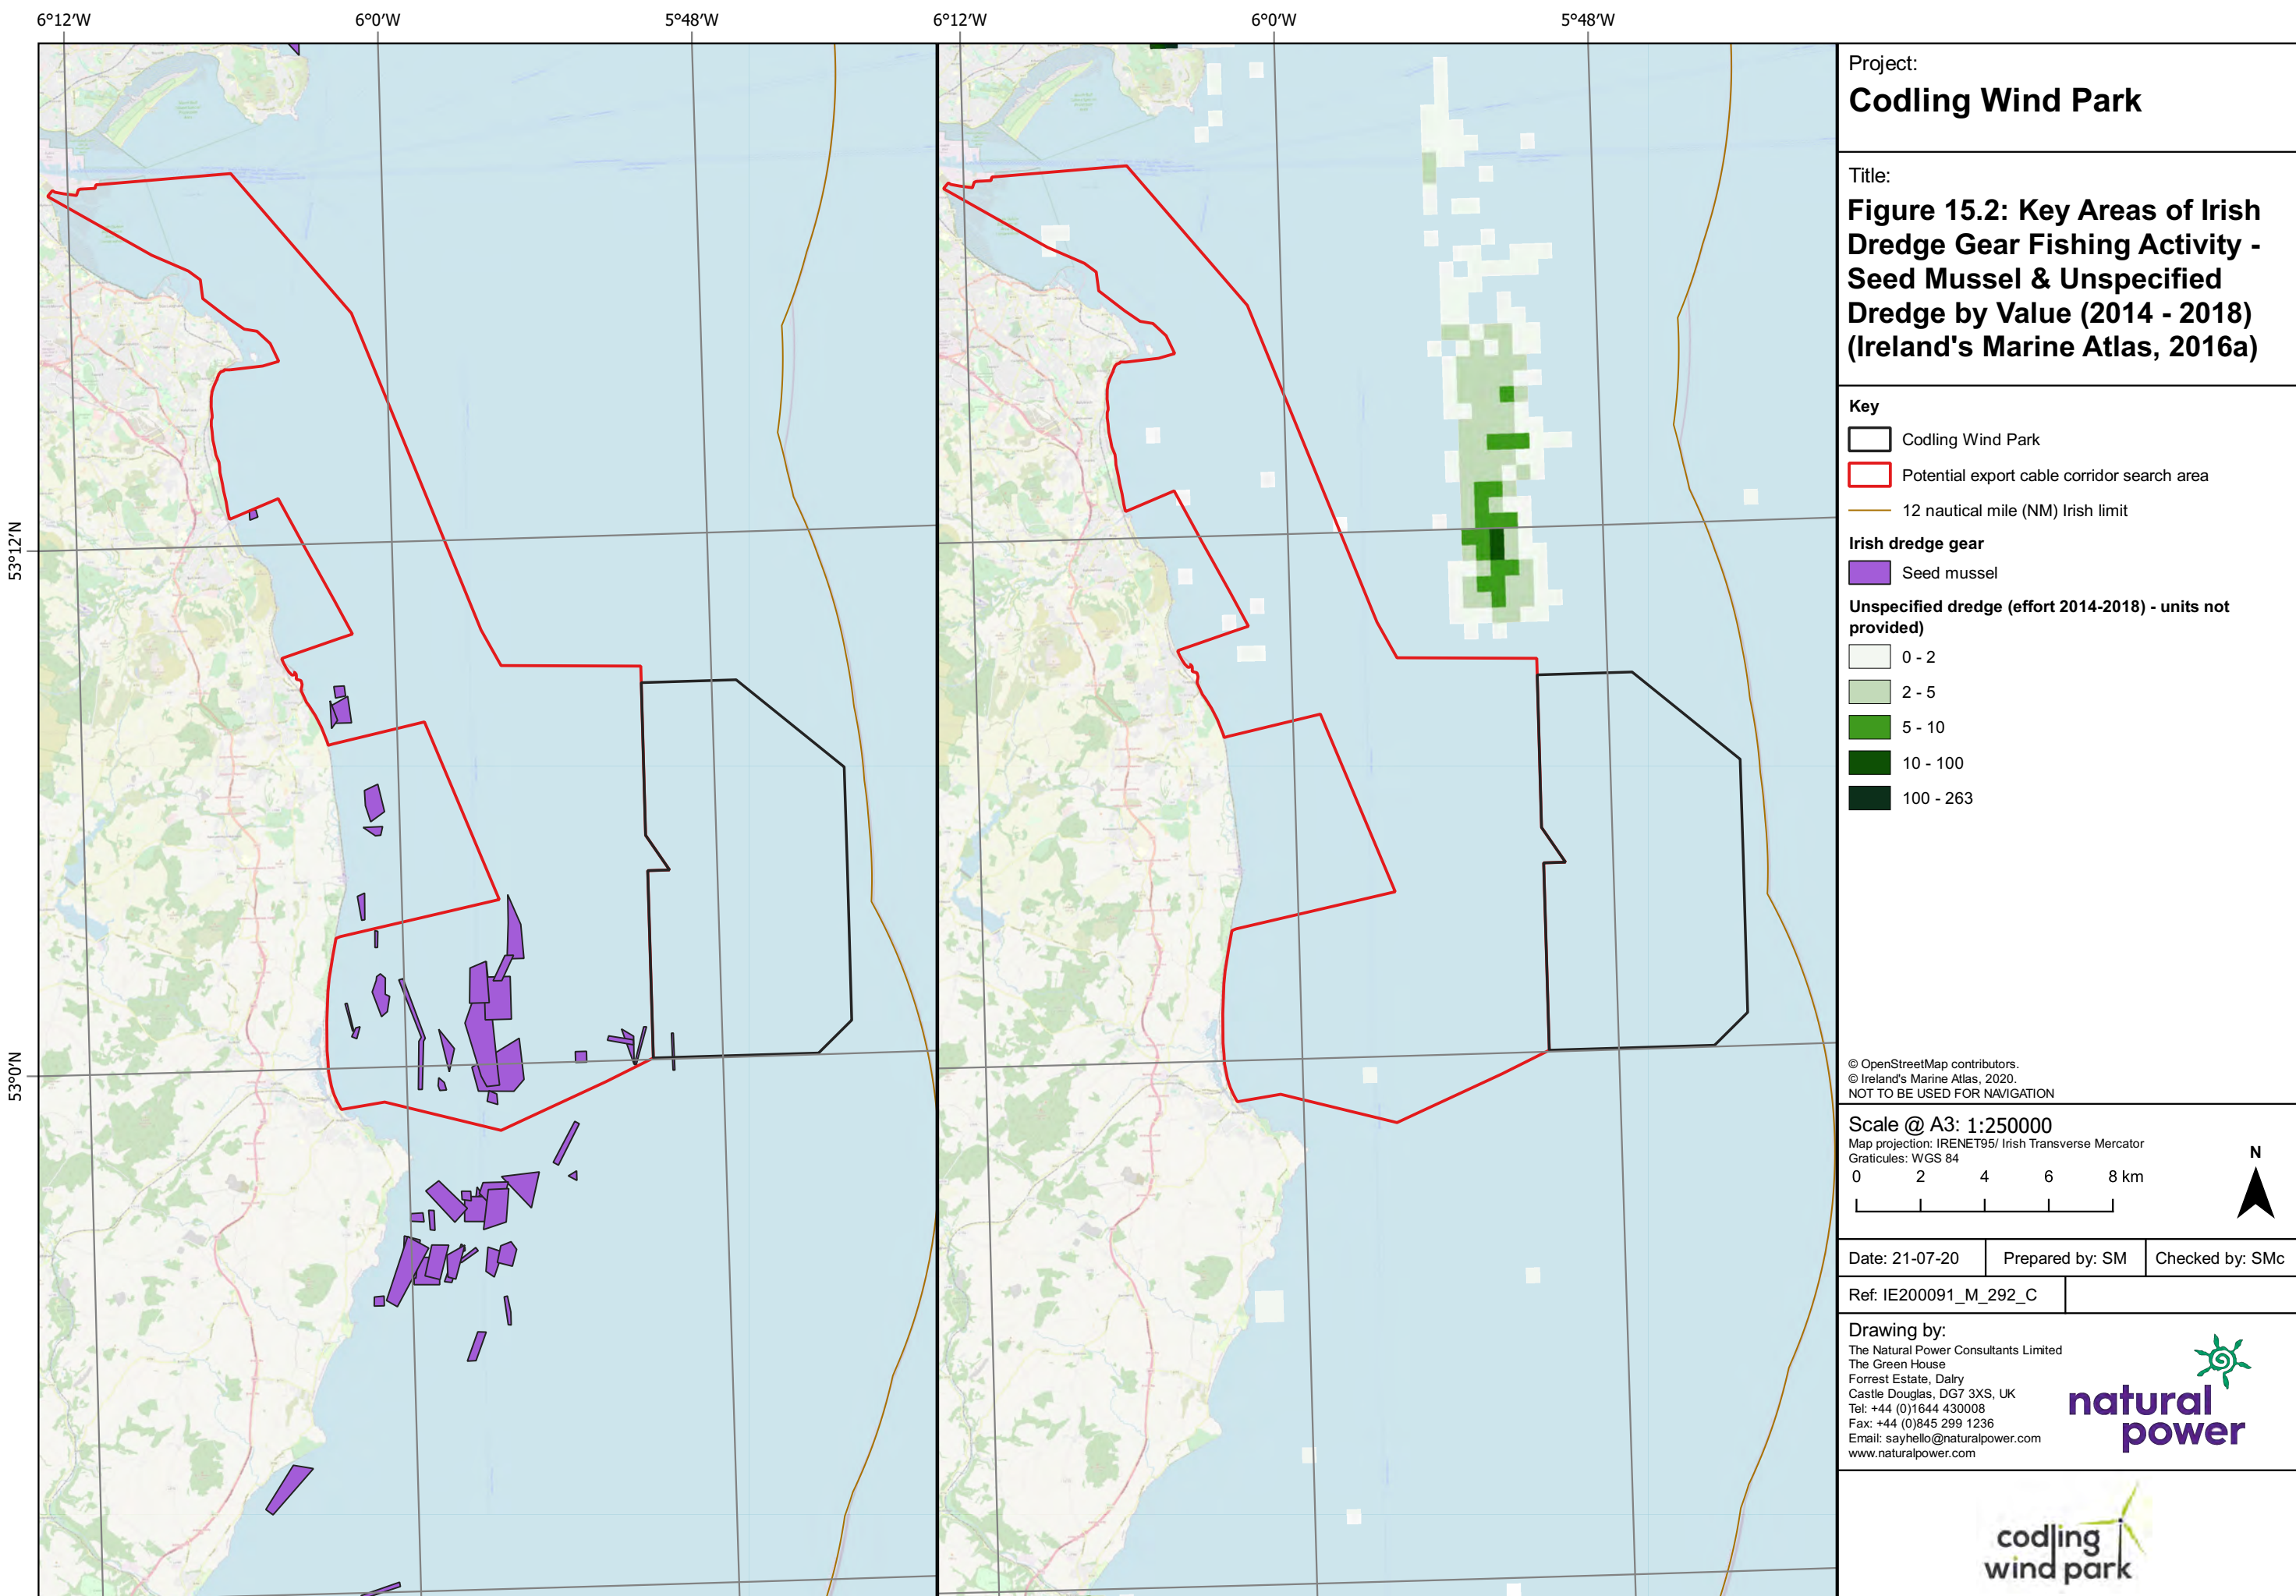 6°12'W 6°0'W 5°48'W 6°12'W 6°0'W 5°48'W
53°12'N
53°0'N
Project:
Codling Wind Park
Title:
Figure 15.2: Key Areas of Irish
Dredge Gear Fishing Activity -
Seed Mussel & Unspecified
Dredge by Value (2014 - 2018)
(Ireland's Marine Atlas, 2016a)
Key
Codling Wind Park
Potential export cable corridor search area
12 nautical mile (NM) Irish limit
Irish dredge gear
Seed mussel
Unspecified dredge (effort 2014-2018) - units not
provided)
0 - 2
2 - 5
5 - 10
10 - 100
100 - 263
© OpenStreetMap contributors.
© Ireland's Marine Atlas, 2020.
NOT TO BE USED FOR NAVIGATION
Scale @ A3: 1:250000
Map projection: IRENET95/ Irish Transverse Mercator
Graticules: WGS 84
0 2 4 6 8 km
N
Date: 21-07-20 Prepared by: SM Checked by: SMc
Ref: IE200091_M_292_C
Drawing by:
The Natural Power Consultants Limited
The Green House
Forrest Estate, Dalry
Castle Douglas, DG7 3XS, UK
Tel: +44 (0)1644 430008
Fax: +44 (0)845 299 1236
Email: sayhello@naturalpower.com
www.naturalpower.com
natural
power
codling
wind park